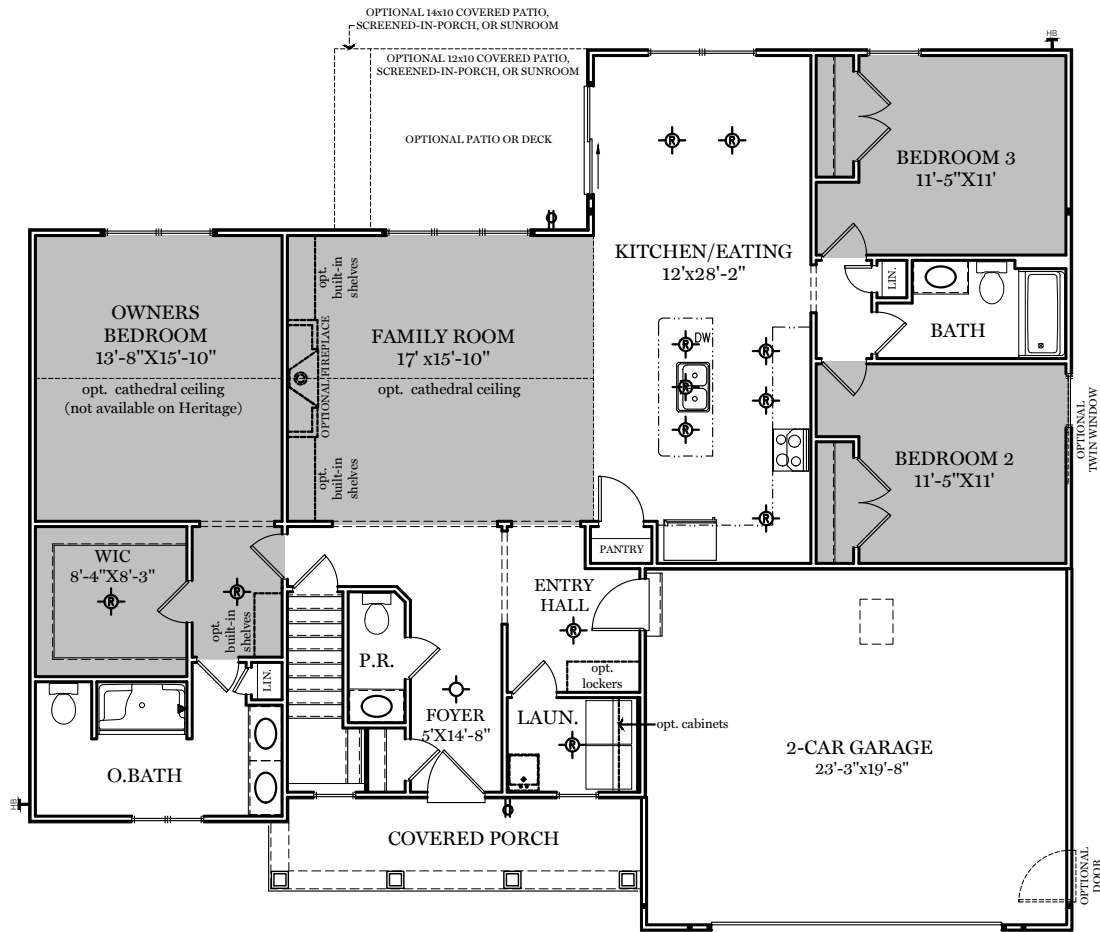 OPTIONAL 14x10 COVERED PATIO,
SCREENED-IN-PORCH, OR SUNROOM
OPTIONAL 12x10 COVERED PATIO,
SCREENED-IN-PORCH, OR SUNROOM
OPTIONAL PATIO OR DECK
HB
BEDROOM 3
11'-5"X11'
KITCHEN/EATING
12'x28'-2"
LIN.
BATH
OWNERS
BEDROOM
13'-8"X15'-10"
opt. cathedral ceiling
(not available on Heritage)
opt.
built-in
shelves
OPTIONAL FIREPLACE
FAMILY ROOM
17' x15'-10"
opt. cathedral ceiling
opt.
built-in
shelves
DW
R
R
R
R
R
R
R
R
OPTIONAL
TWIN WINDOW
BEDROOM 2
11'-5"X11'
PANTRY
WIC
8'-4"X8'-3"
R
R
opt.
built-in
shelves
LIN.
P.R.
ENTRY
HALL
R
opt.
lockers
FOYER
5'X14'-8"
LAUN.
R
opt. cabinets
2-CAR GARAGE
23'-3"x19'-8"
O.BATH
HB
COVERED PORCH
OPTIONAL
DOOR